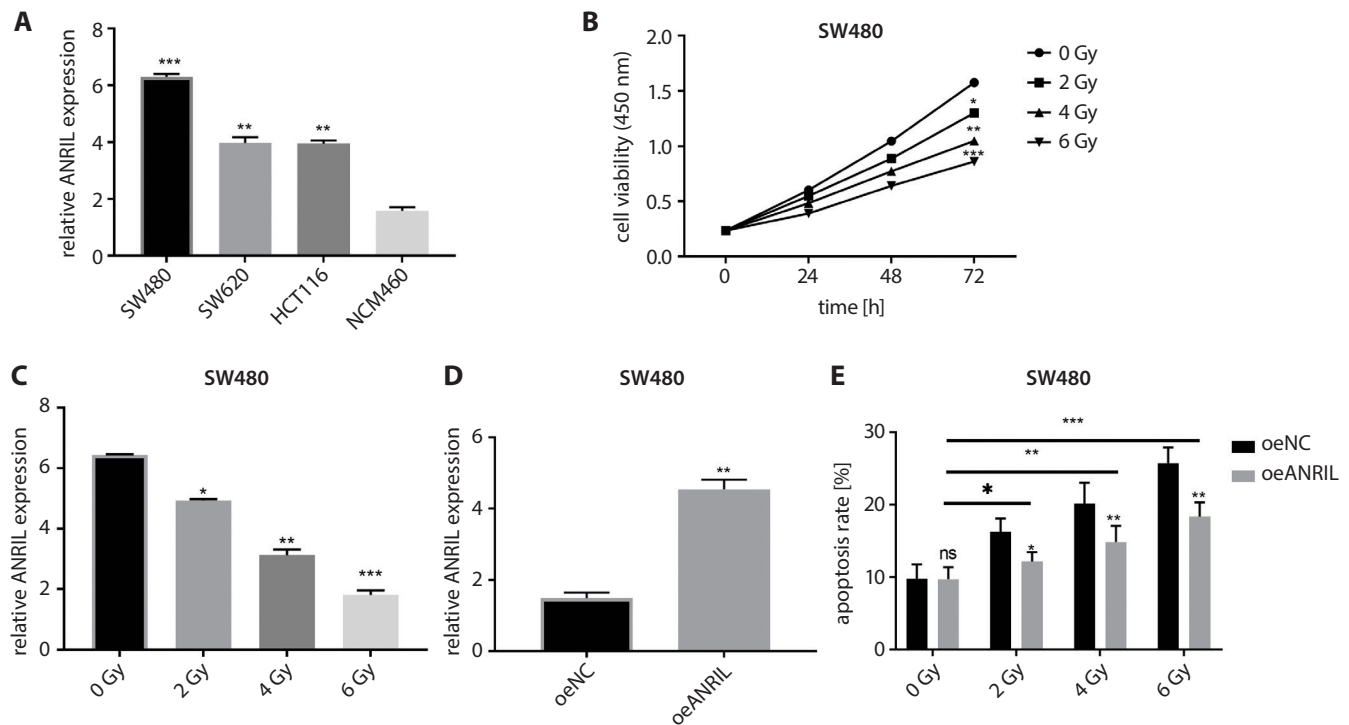 A
relative ANRIL expression
8
6
4
2
0
***
**
**
SW480
SW620
HCT116
NCM460
B
SW480
cell viability (450 nm)
2.0
1.5
1.0
0.5
0.0
*
**
***
0
24
48
72
time [h]
0 Gy
2 Gy
4 Gy
6 Gy
C
SW480
relative ANRIL expression
8
6
4
2
0
*
**
***
0 Gy
2 Gy
4 Gy
6 Gy
D
SW480
relative ANRIL expression
6
4
2
0
**
oeNC
oeANRIL
E
SW480
apoptosis rate [%]
30
20
10
0
***
**
*
ns
*
**
**
0 Gy
2 Gy
4 Gy
6 Gy
oeNC
oeANRIL